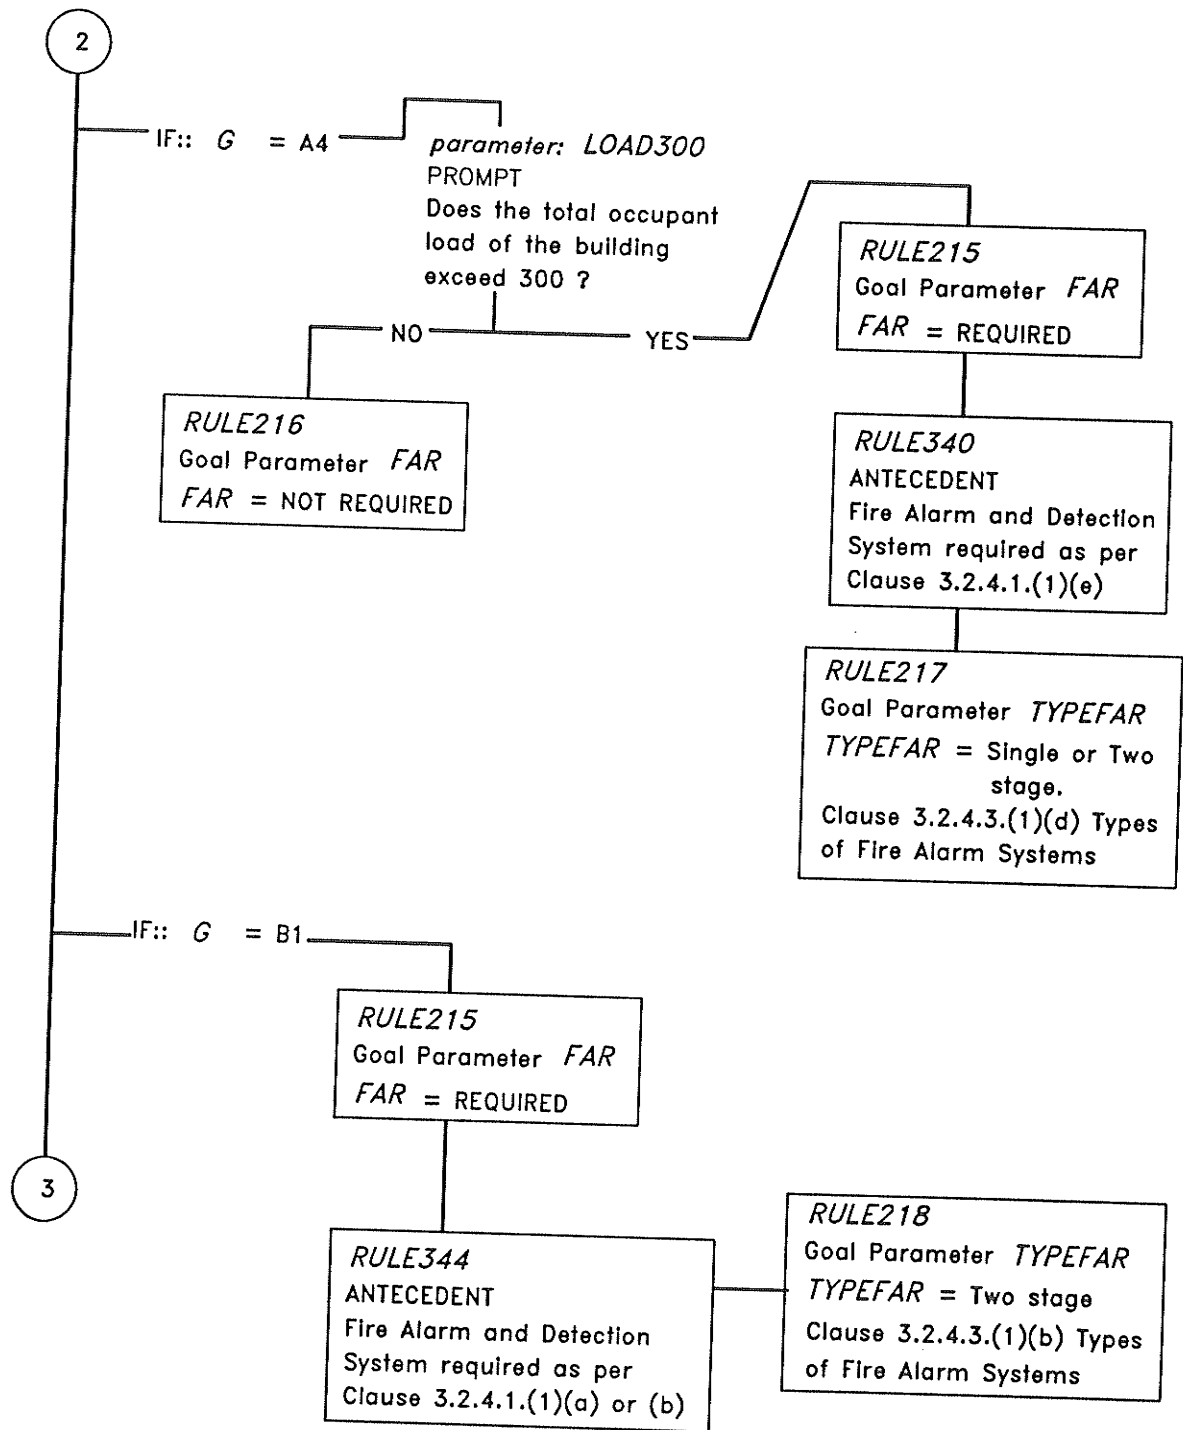 2
IF:: G = A4
parameter: LOAD300
PROMPT
Does the total occupant
load of the building
exceed 300 ?
NO
YES
RULE215
Goal Parameter FAR
FAR = REQUIRED
RULE216
Goal Parameter FAR
FAR = NOT REQUIRED
RULE340
ANTECEDENT
Fire Alarm and Detection
System required as per
Clause 3.2.4.1.(1)(e)
RULE217
Goal Parameter TYPEFAR
TYPEFAR = Single or Two
stage.
Clause 3.2.4.3.(1)(d) Types
of Fire Alarm Systems
IF:: G = B1
RULE215
Goal Parameter FAR
FAR = REQUIRED
3
RULE344
ANTECEDENT
Fire Alarm and Detection
System required as per
Clause 3.2.4.1.(1)(a) or (b)
RULE218
Goal Parameter TYPEFAR
TYPEFAR = Two stage
Clause 3.2.4.3.(1)(b) Types
of Fire Alarm Systems